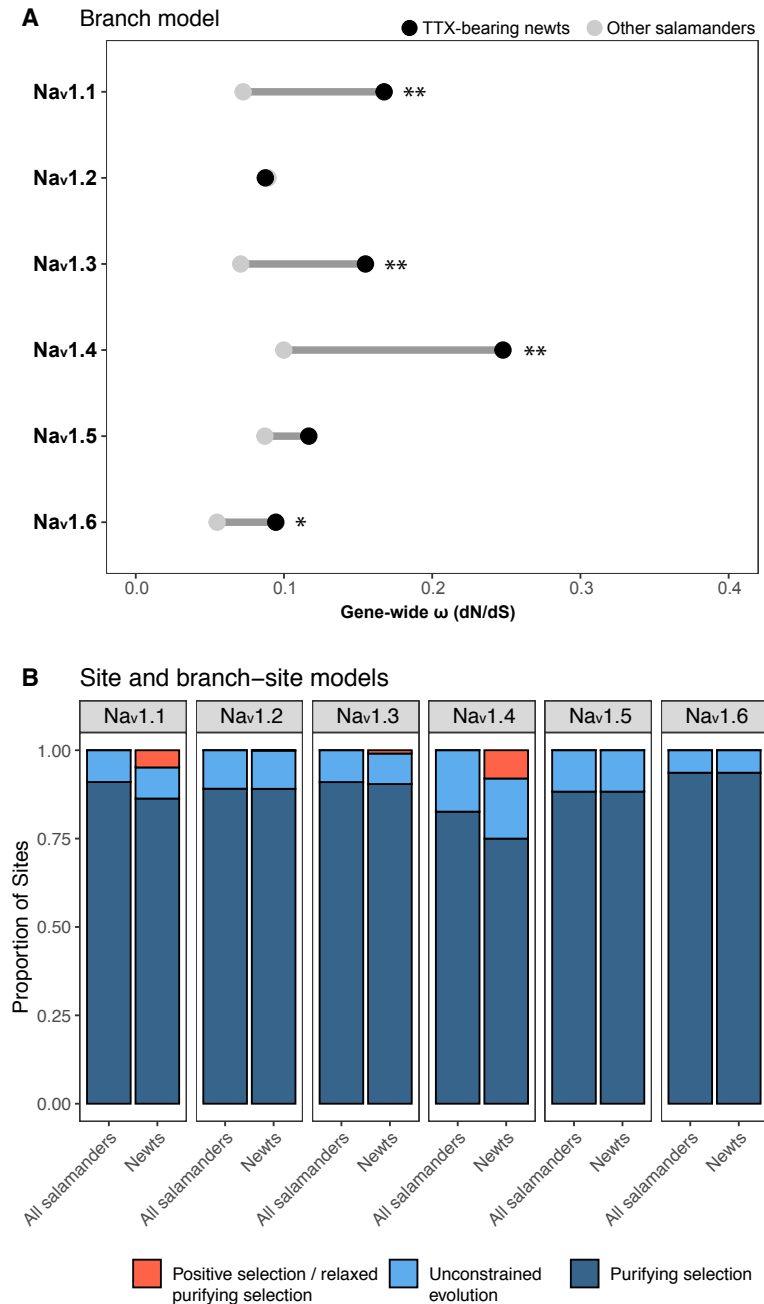 A Branch model
TTX-bearing newts Other salamanders
Nav1.1 **
Nav1.2
Nav1.3 **
Nav1.4 **
Nav1.5
Nav1.6 *
0.0 0.1 0.2 0.3 0.4
Gene-wide ω (dN/dS)
B Site and branch−site models
Nav1.1 Nav1.2 Nav1.3 Nav1.4 Nav1.5 Nav1.6
1.00
0.75
0.50
0.25
0.00
Proportion of Sites
All salamanders Newts All salamanders Newts All salamanders Newts All salamanders Newts All salamanders Newts All salamanders Newts
Positive selection / relaxed
purifying selection
Unconstrained
evolution
Purifying selection